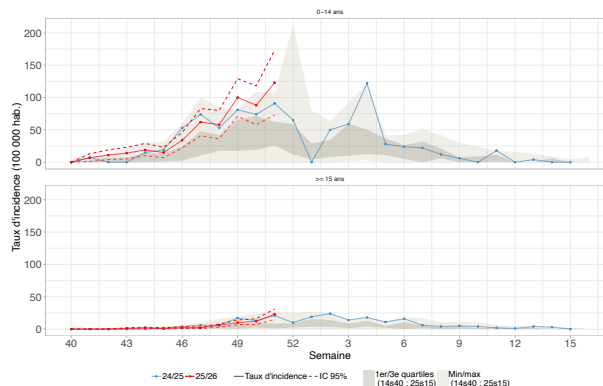 0−14 ans
200
150
100
50
0
>= 15 ans
200
150
100
50
0
Taux d'incidence (100 000 hab.)
40 43 46 49 52 3 6 9 12 15
Semaine
24/25 25/26 Taux d'incidence IC 95% 1er/3e quartiles Min/max
(14s40 : 25s15) (14s40 : 25s15)